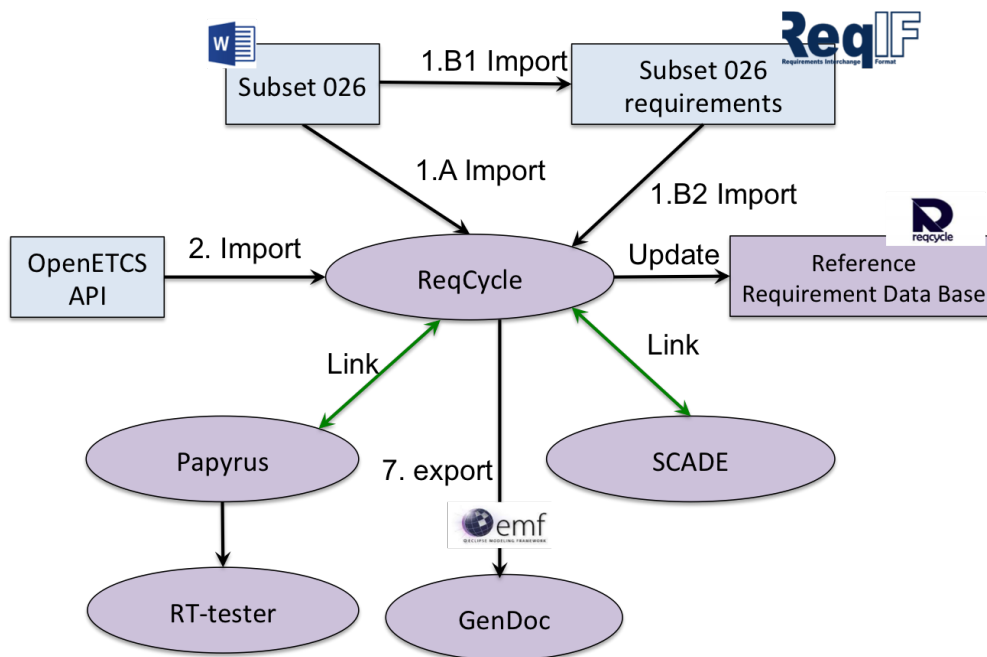 W
ReqIF
Requirements Interchange Format
Subset 026
1.B1 Import
Subset 026
requirements
1.A Import
1.B2 Import
reqcycle
OpenETCS
API
2. Import
ReqCycle
Update
Reference
Requirement Data Base
Link
Link
Papyrus
7. export
SCADE
emf
ECLIPSE MODELING FRAMEWORK
RT-tester
GenDoc